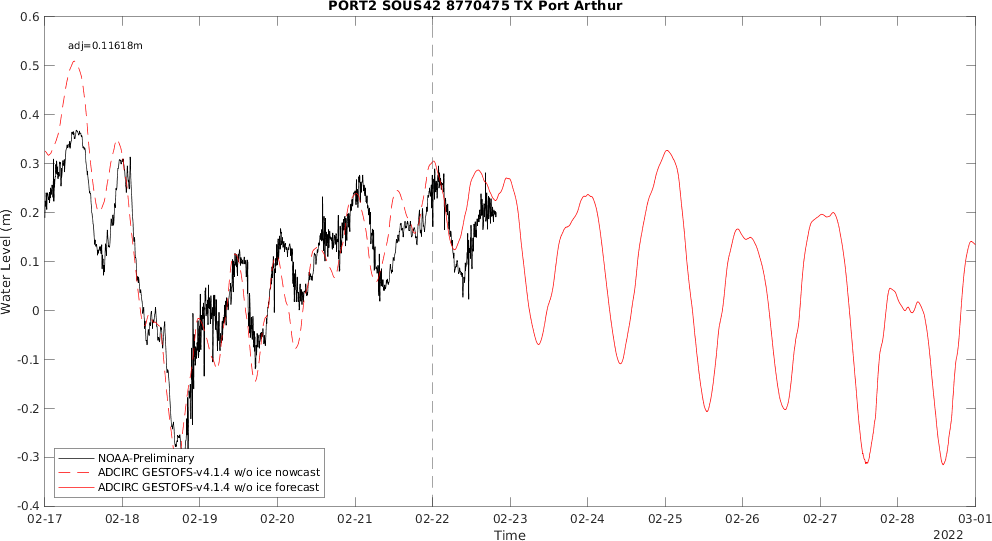 PORT2 SOUS42 8770475 TX Port Arthur
adj=0.11618m
0.6
0.5
0.4
0.3
0.2
0.1
0
-0.1
-0.2
-0.3
-0.4
Water Level (m)
NOAA-Preliminary
ADCIRC GESTOFS-v4.1.4 w/o ice nowcast
ADCIRC GESTOFS-v4.1.4 w/o ice forecast
02-17 02-18 02-19 02-20 02-21 02-22 02-23 02-24 02-25 02-26 02-27 02-28 03-01
Time
2022